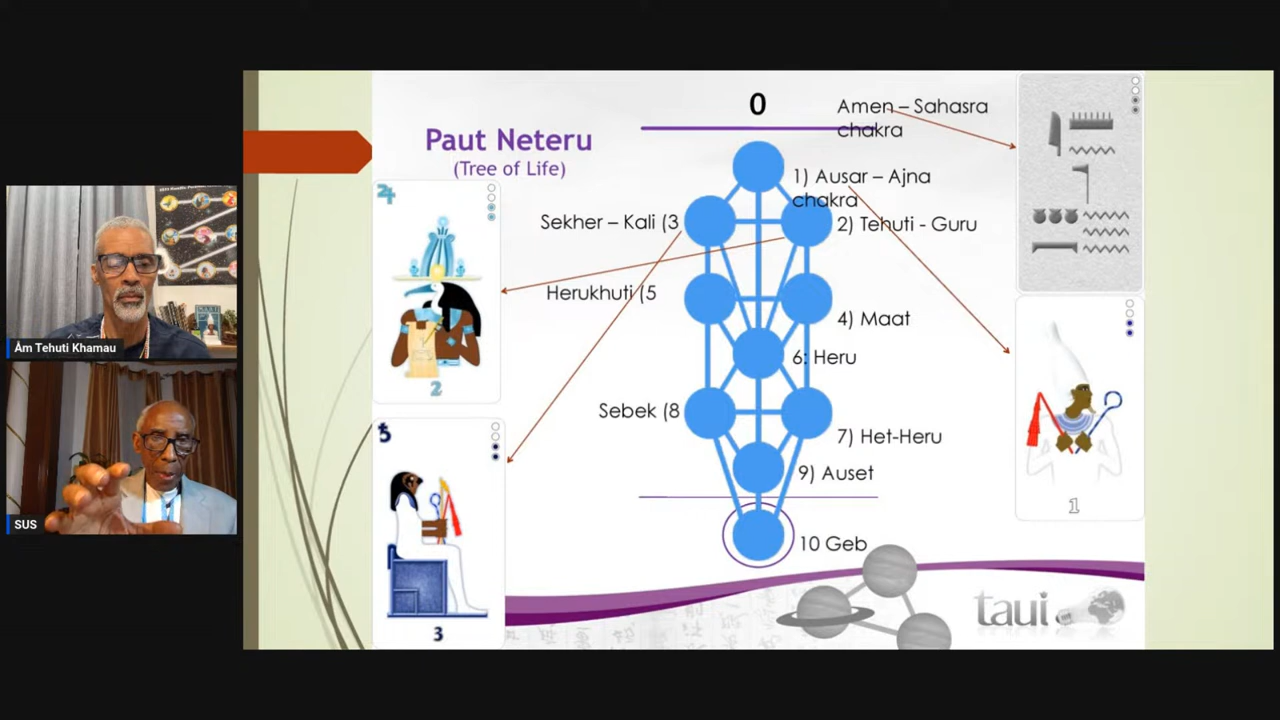 0
Paut Neteru
(Tree of Life)
Amen – Sahasra
chakra
1) Ausar – Ajna
chakra
Sekher – Kali (3
2) Tehuti - Guru
Herukhuti (5
4) Maat
6: Heru
Sebek (8
7) Het-Heru
9) Auset
10 Geb
2
3
1
taui
Àm Tehuti Khamau
SUS